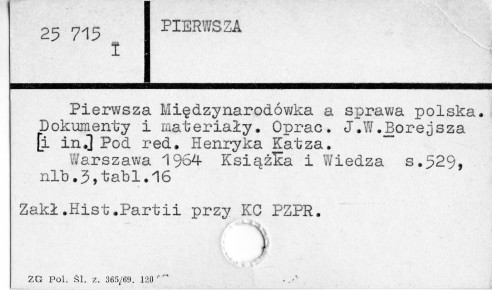 25 715
I
PIERWSZA
Pierwsza Międzynarodówka a sprawa polska.
Dokumenty i materiały. Oprac. J.W.Borejsza
[i in.] Pod red. Henryka Katza.
Warszawa 1964 Książka i Wiedza s.529,
nlb.3,tabl.16
Zakł.Hist.Partii przy KC PZPR.
ZG Pol. Śl. z. 365/69. 120